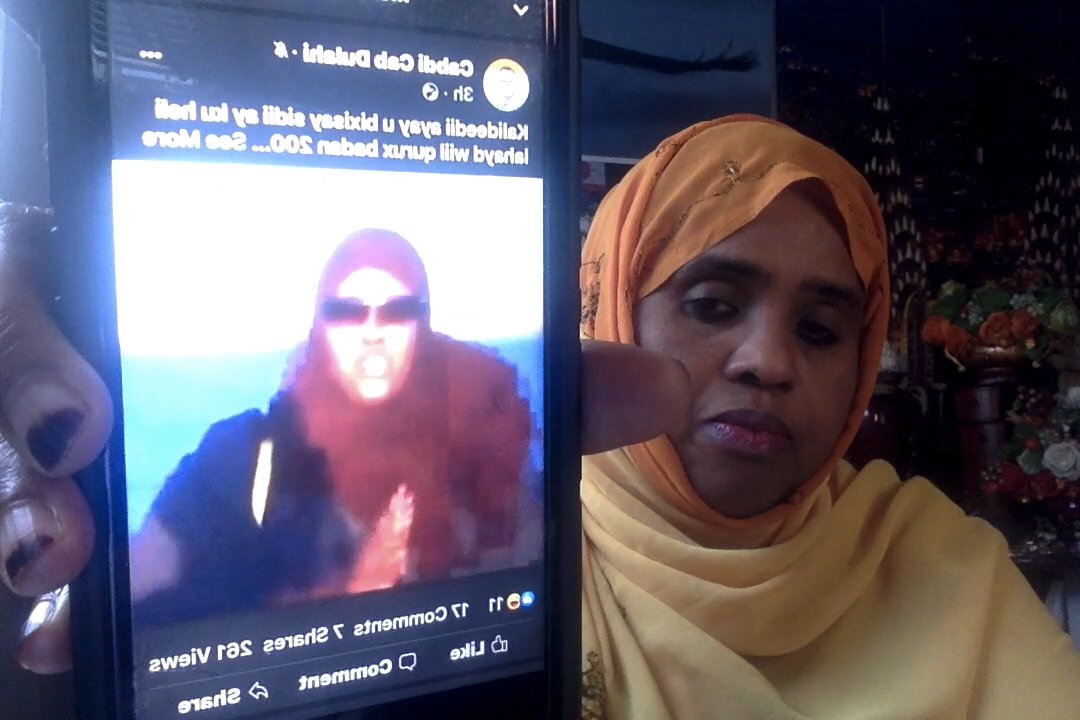 Cabdi Cab Dulahi ·
3h ·
Kalideedii ayay u bixisay sidii ay ku heli
lahayd wiil qurux badan 200... See More
11 17 Comments 7 Shares 261 Views
Like Comment Share